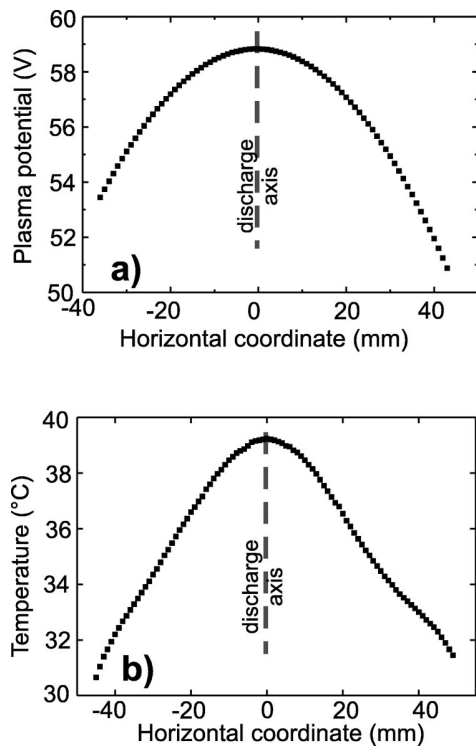 60
58
56
54
52
50
Plasma potential (V)
discharge
axis
a)
-40
-20
0
20
40
Horizontal coordinate (mm)
40
38
36
34
32
30
Temperature (°C)
discharge
axis
b)
-40
-20
0
20
40
Horizontal coordinate (mm)